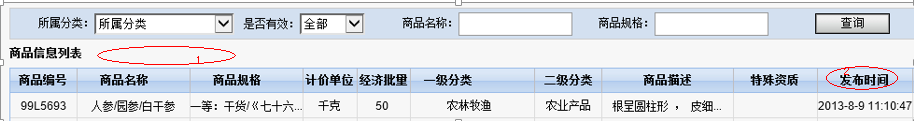 所属分类： 所属分类 是否有效： 全部 商品名称： 商品规格： 查询
商品信息列表 1
商品编号 商品名称 商品规格 计价单位 经济批量 一级分类 二级分类 商品描述 特殊资质 发布时间
99L5693 人参/园参/白干参 一等：干货/《七十六... 千克 50 农林牧渔 农业产品 根呈圆柱形 ， 皮细... 2013-8-9 11:10:47